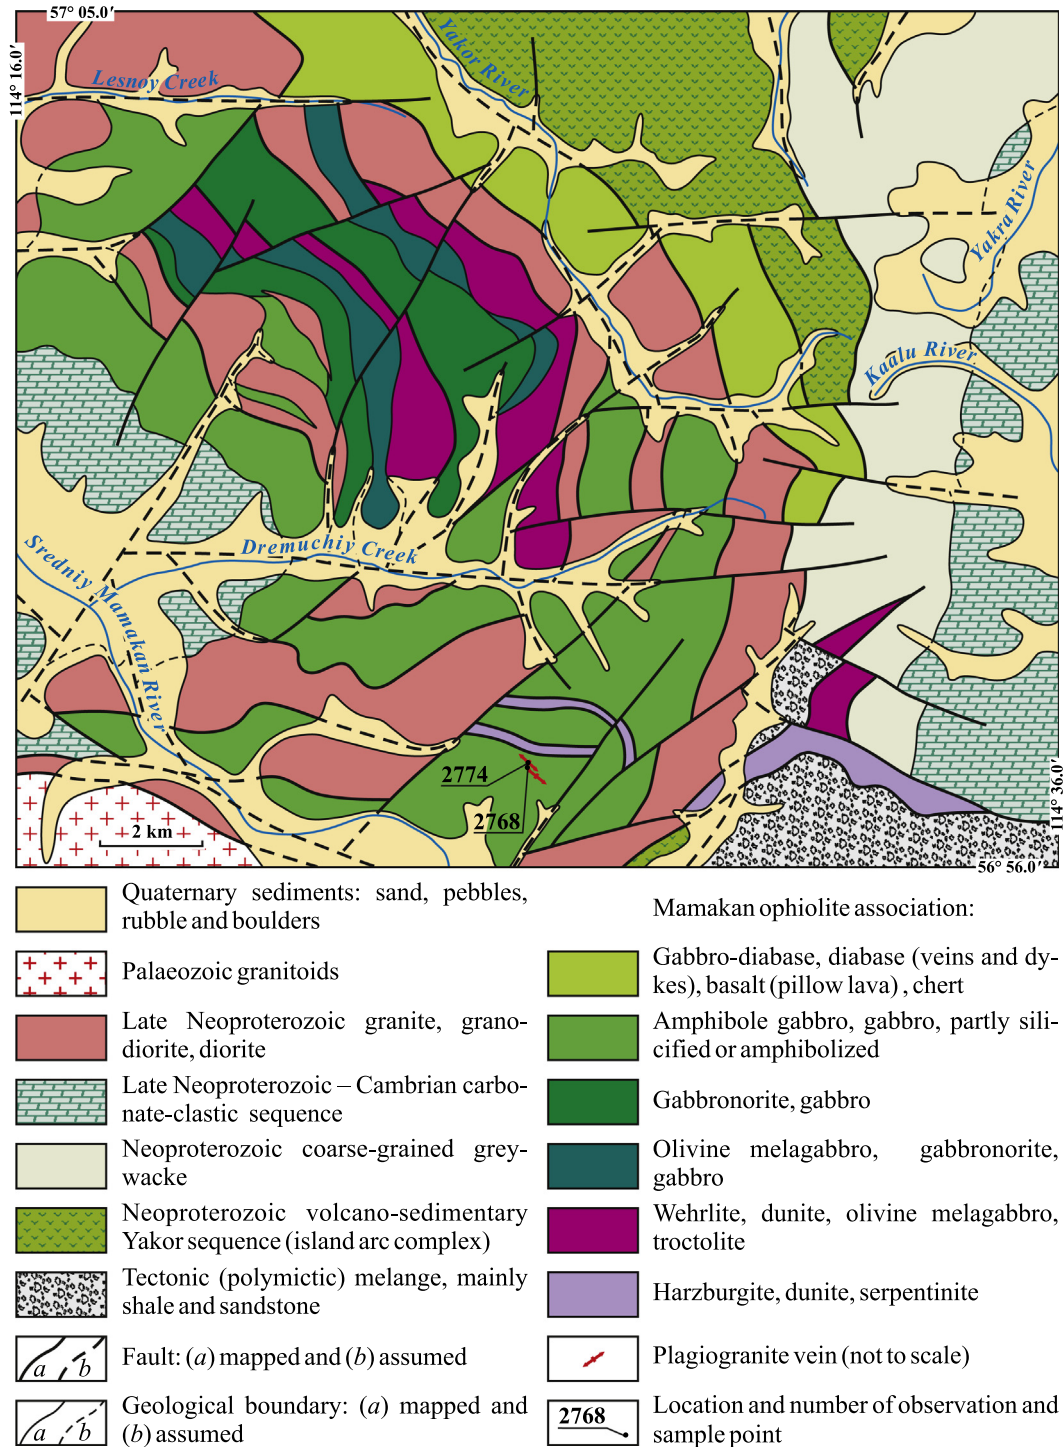 57° 05.0′
114° 16.0′
Lesnoy Creek
Yakor River
Yakra River
Kaalu River
Dremuchiy Creek
Sredniy Mamakan River
2774
2768
2 km
114° 36.0′
56° 56.0′
Quaternary sediments: sand, pebbles,
rubble and boulders
Palaeozoic granitoids
Late Neoproterozoic granite, grano-
diorite, diorite
Late Neoproterozoic – Cambrian carbo-
nate-clastic sequence
Neoproterozoic coarse-grained grey-
wacke
Neoproterozoic volcano-sedimentary
Yakor sequence (island arc complex)
Tectonic (polymictic) melange, mainly
shale and sandstone
a b
Fault: (a) mapped and (b) assumed
a b
Geological boundary: (a) mapped and
(b) assumed
Mamakan ophiolite association:
Gabbro-diabase, diabase (veins and dy-
kes), basalt (pillow lava) , chert
Amphibole gabbro, gabbro, partly sili-
cified or amphibolized
Gabbronorite, gabbro
Olivine melagabbro, gabbronorite,
gabbro
Wehrlite, dunite, olivine melagabbro,
troctolite
Harzburgite, dunite, serpentinite
Plagiogranite vein (not to scale)
2768
Location and number of observation and
sample point